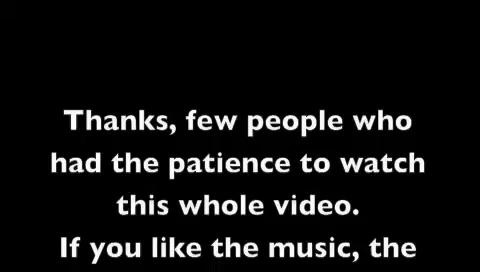 Thanks, few people who
had the patience to watch
this whole video.
If you like the music, the